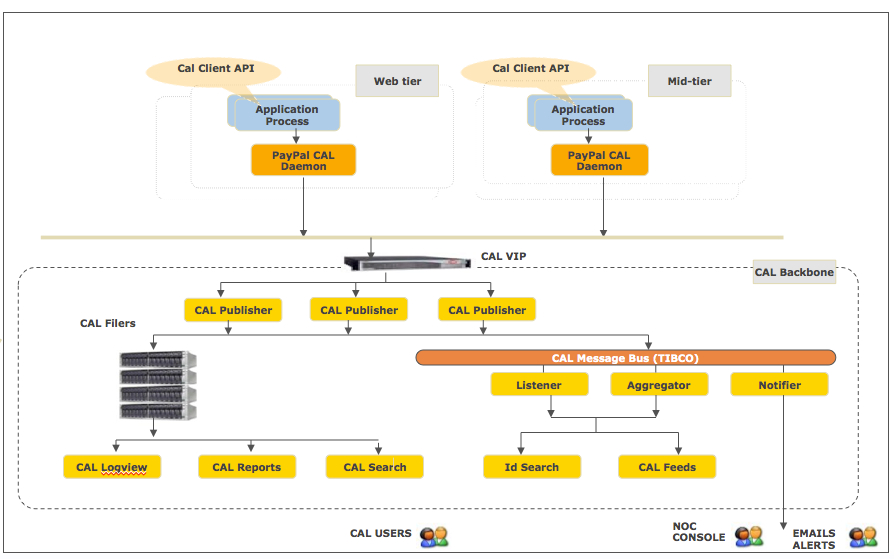 Cal Client API
Web tier
Cal Client API
Mid-tier
Application
Process
Application
Process
PayPal CAL
Daemon
PayPal CAL
Daemon
CAL VIP
CAL Backbone
CAL Publisher
CAL Publisher
CAL Publisher
CAL Filers
CAL Message Bus (TIBCO)
Listener
Aggregator
Notifier
CAL Logview
CAL Reports
CAL Search
Id Search
CAL Feeds
CAL USERS
NOC
CONSOLE
EMAILS
ALERTS